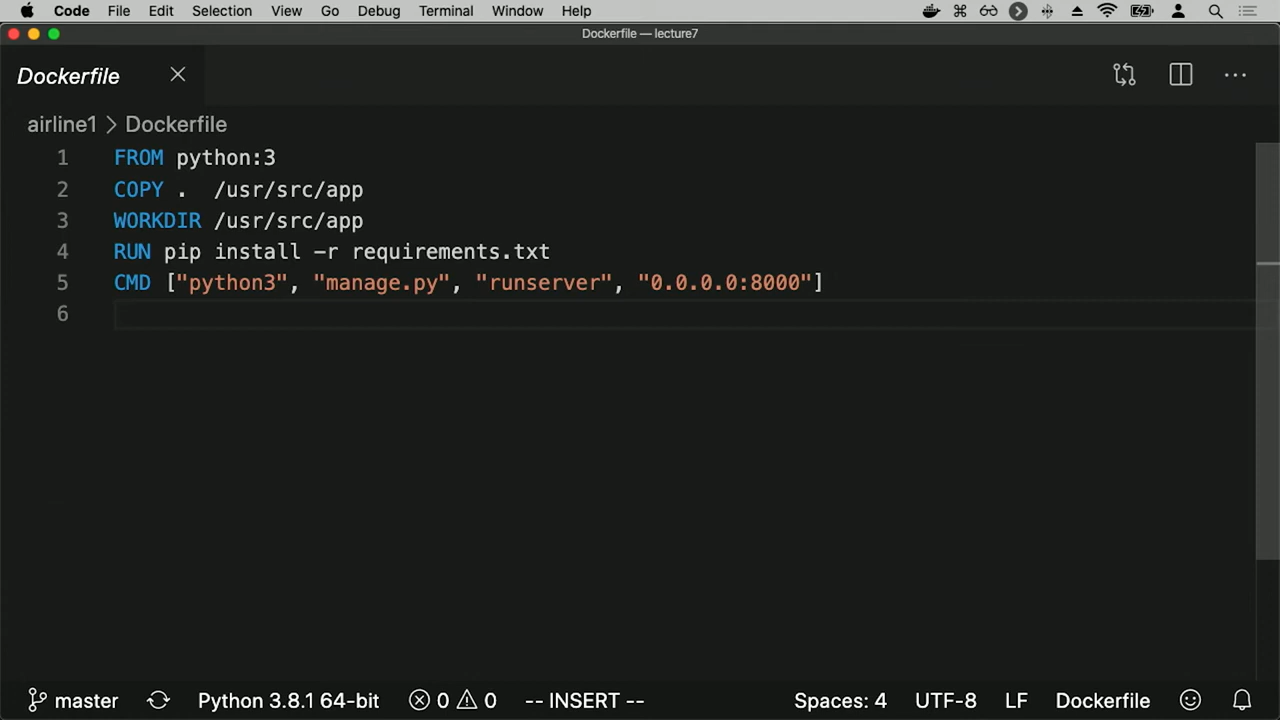 Code File Edit Selection View Go Debug Terminal Window Help
Dockerfile — lecture7
Dockerfile
airline1 > Dockerfile
1 FROM python:3
2 COPY .  /usr/src/app
3 WORKDIR /usr/src/app
4 RUN pip install -r requirements.txt
5 CMD ["python3", "manage.py", "runserver", "0.0.0.0:8000"]
6
master Python 3.8.1 64-bit 0 0 -- INSERT -- Spaces: 4 UTF-8 LF Dockerfile